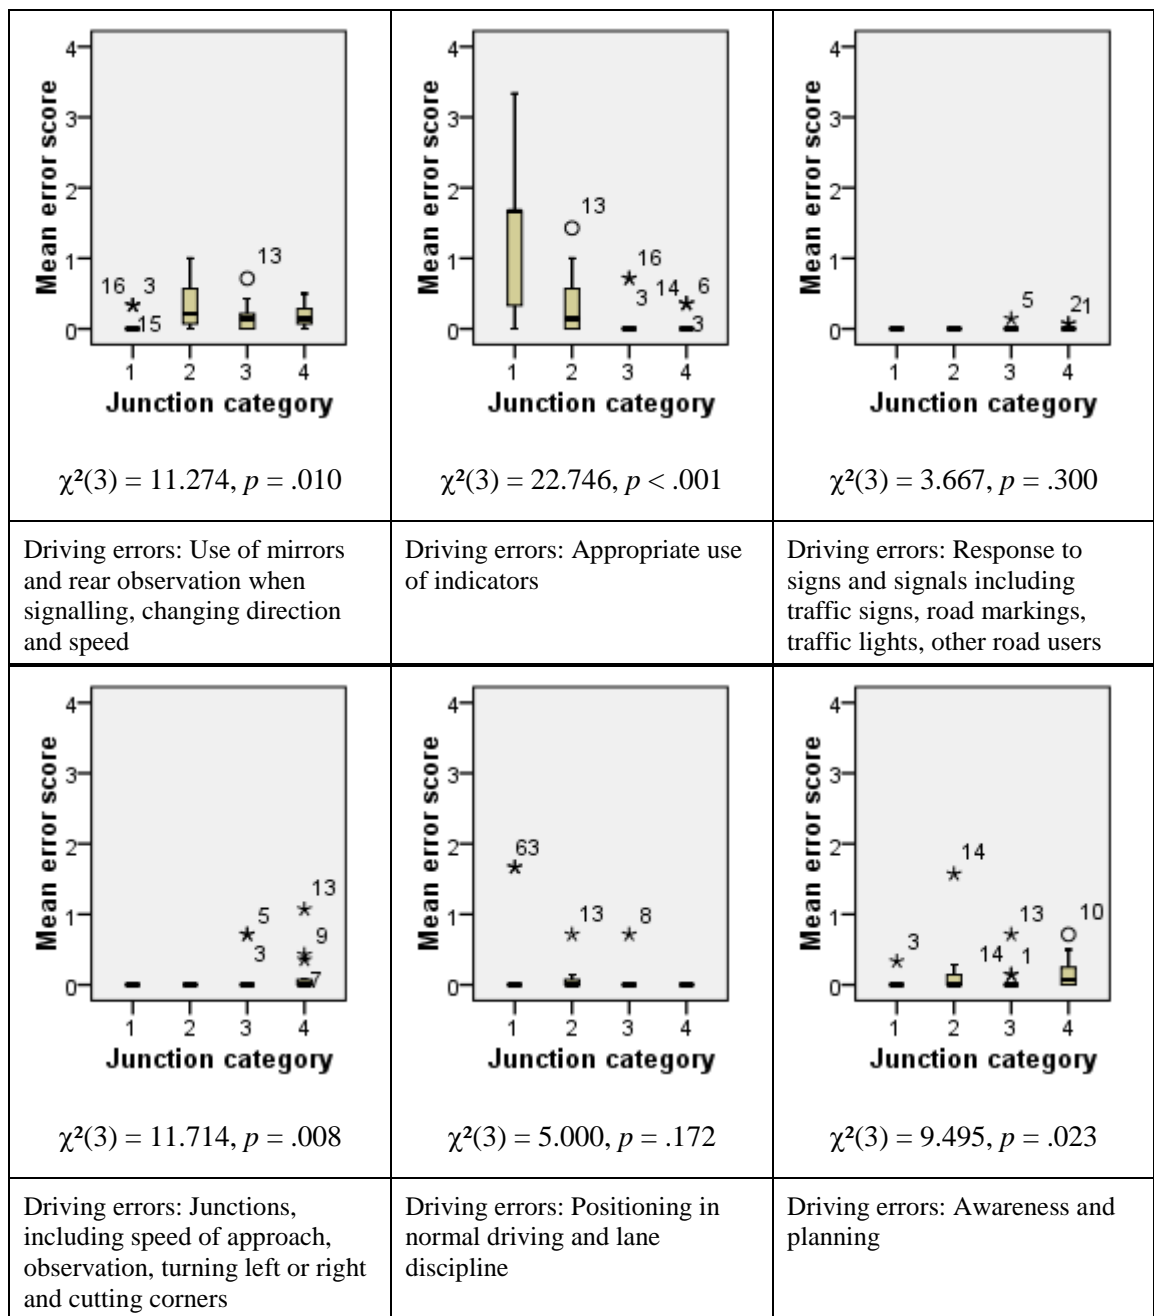 4
3
2
1
0
Mean error score
16 3
15
13
1 2 3 4
Junction category
χ²(3) = 11.274, p = .010
Driving errors: Use of mirrors
and rear observation when
signalling, changing direction
and speed
4
3
2
1
0
Mean error score
13
16
3
14 6
3
1 2 3 4
Junction category
χ²(3) = 22.746, p < .001
Driving errors: Appropriate use
of indicators
4
3
2
1
0
Mean error score
5
21
1 2 3 4
Junction category
χ²(3) = 3.667, p = .300
Driving errors: Response to
signs and signals including
traffic signs, road markings,
traffic lights, other road users
4
3
2
1
0
Mean error score
5
3
13
9
7
1 2 3 4
Junction category
χ²(3) = 11.714, p = .008
Driving errors: Junctions,
including speed of approach,
observation, turning left or right
and cutting corners
4
3
2
1
0
Mean error score
63
13
8
1 2 3 4
Junction category
χ²(3) = 5.000, p = .172
Driving errors: Positioning in
normal driving and lane
discipline
4
3
2
1
0
Mean error score
3
14
13
14 1
10
1 2 3 4
Junction category
χ²(3) = 9.495, p = .023
Driving errors: Awareness and
planning